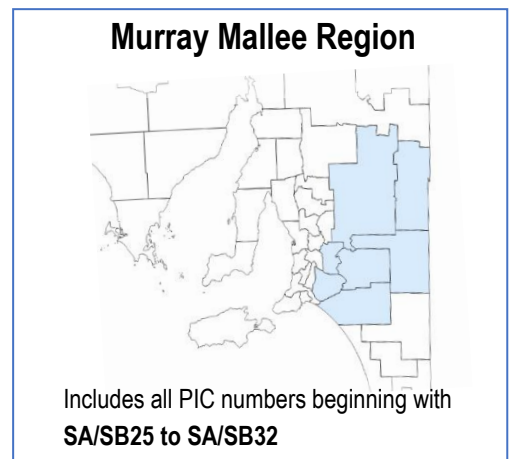 Murray Mallee Region
Includes all PIC numbers beginning with
SA/SB25 to SA/SB32